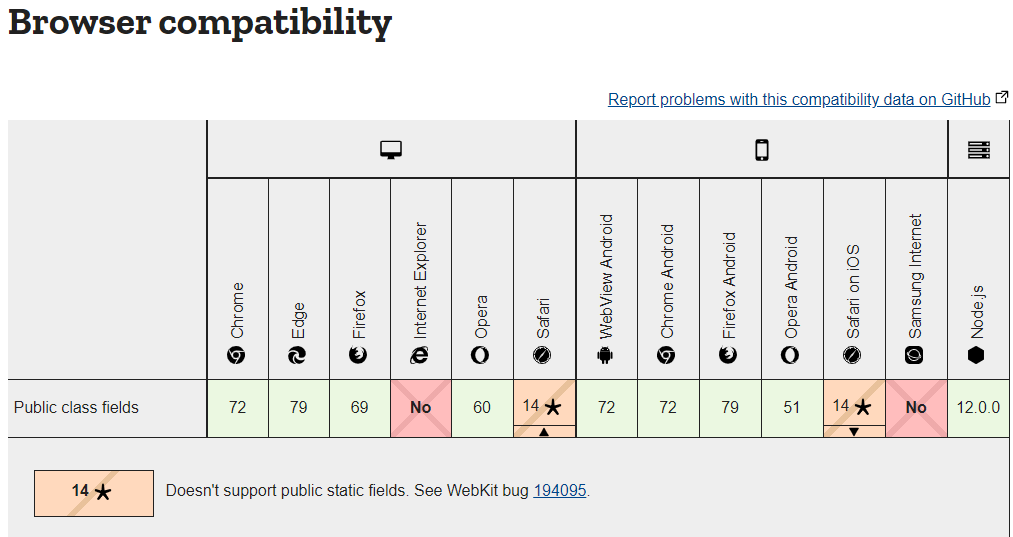 Browser compatibility
Report problems with this compatibility data on GitHub
Chrome
Edge
Firefox
Internet Explorer
Opera
Safari
WebView Android
Chrome Android
Firefox Android
Opera Android
Safari on iOS
Samsung Internet
Node.js
Public class fields 72 79 69 No 60 14 * 72 72 79 51 14 * No 12.0.0
▲ ▼
14 * Doesn't support public static fields. See WebKit bug 194095.